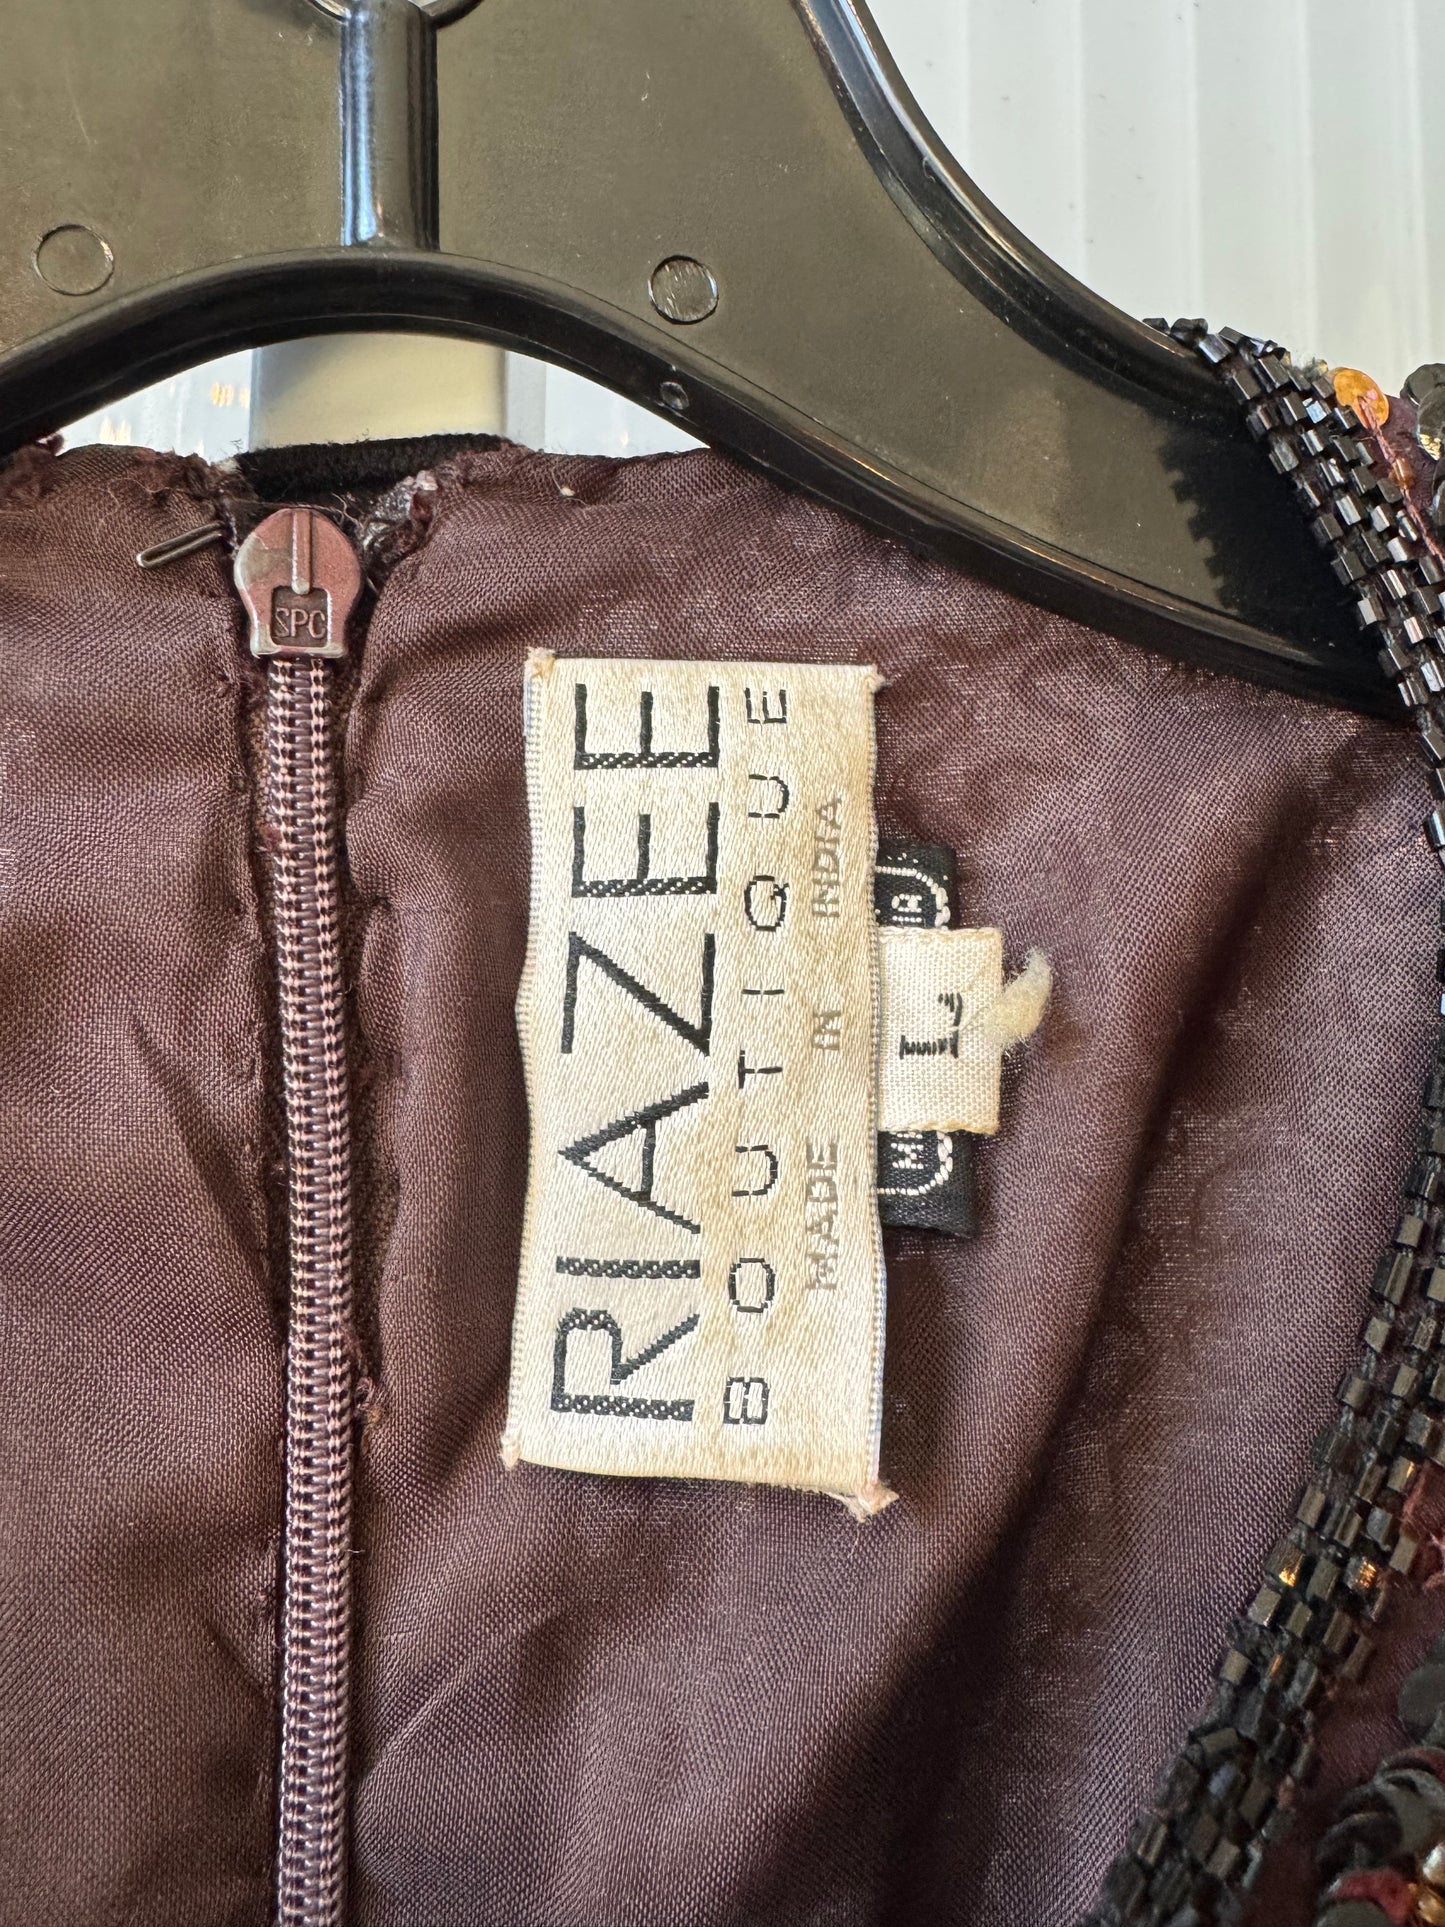 SPC
RIAZEE
BOUTIQUE
MADE IN INDIA
L